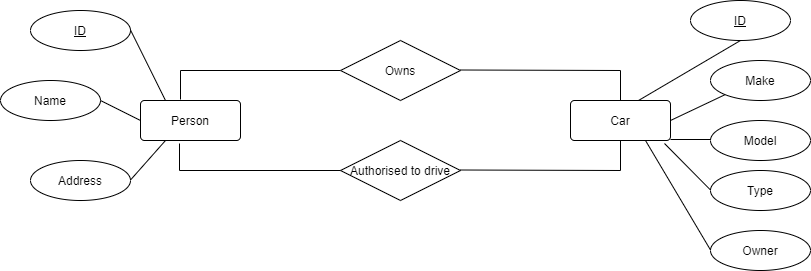 ID
ID
Owns
Make
Name
Person
Car
Model
Authorised to drive
Address
Type
Owner